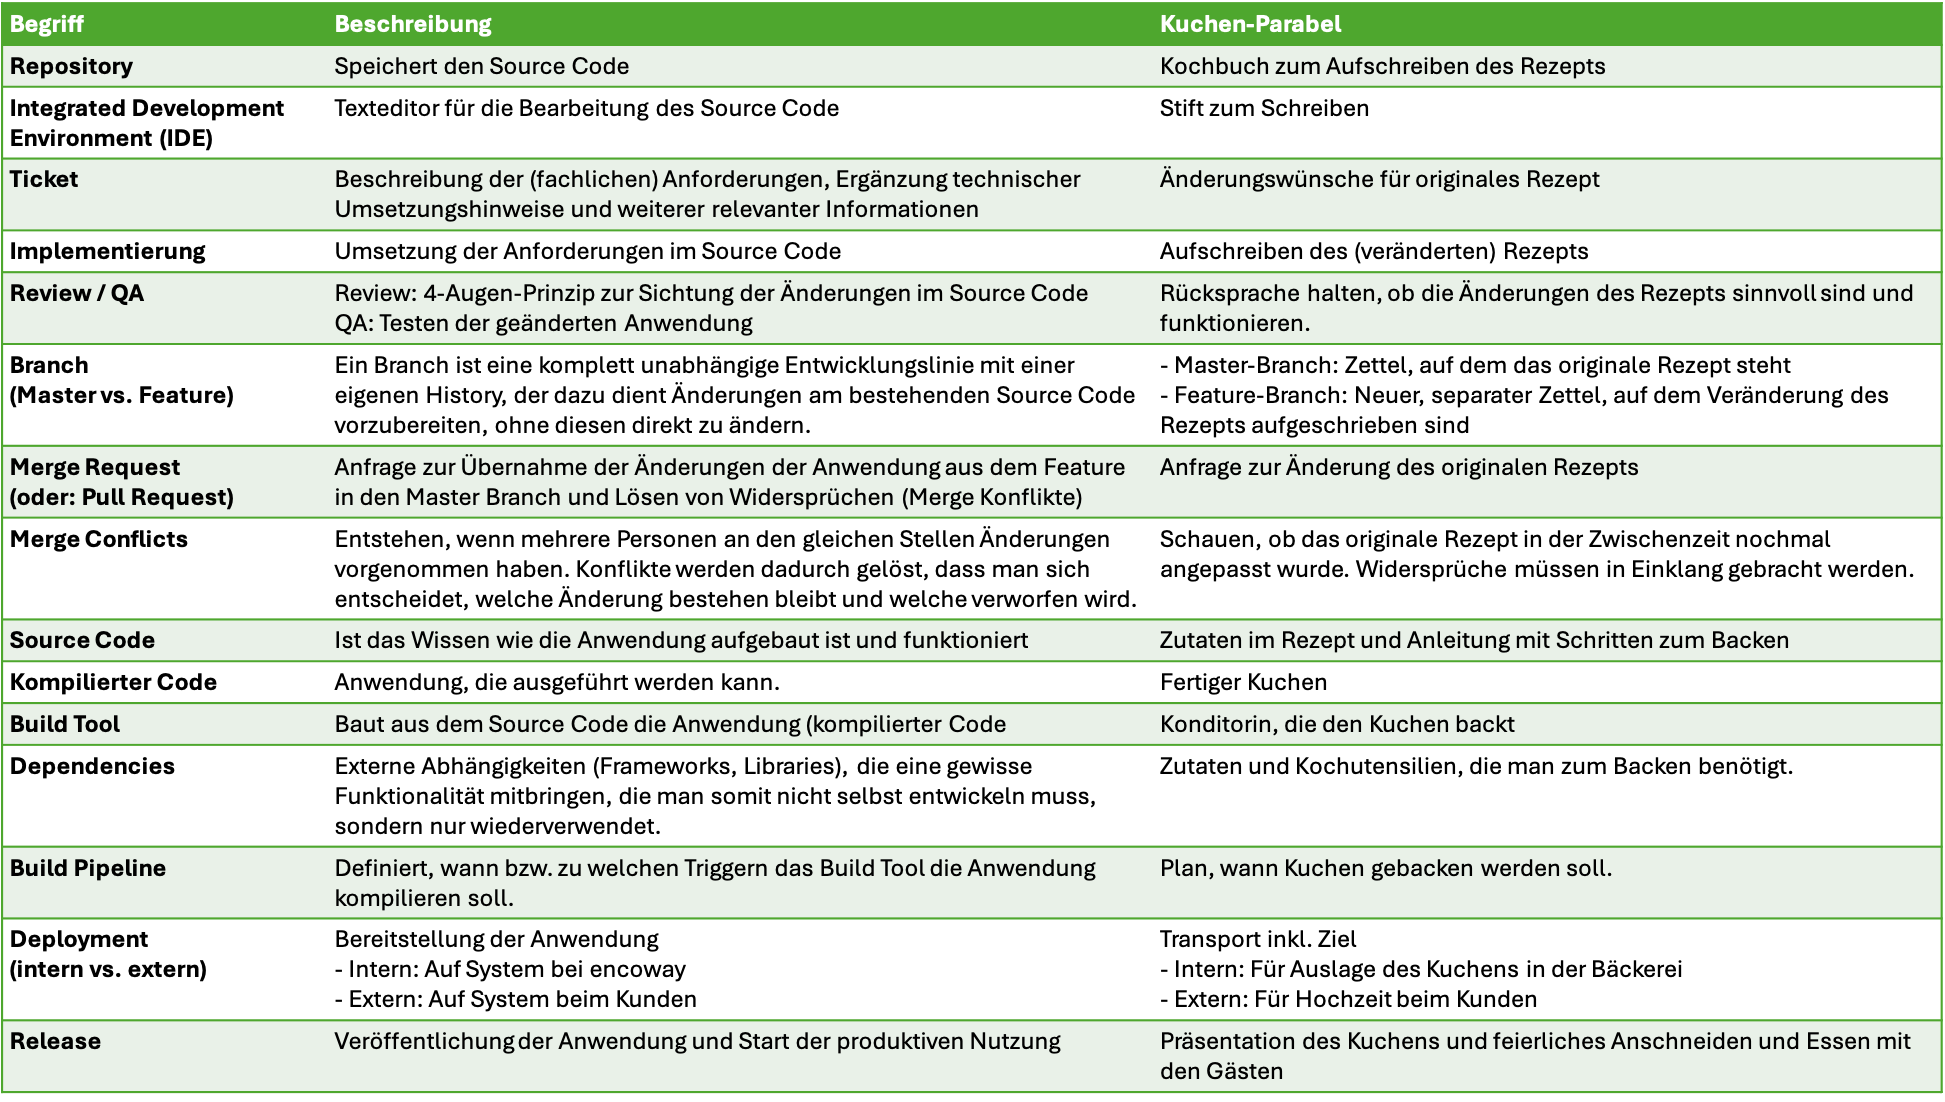 Begriff Beschreibung Kuchen-Parabel
Repository Speichert den Source Code Kochbuch zum Aufschreiben des Rezepts
Integrated Development Environment (IDE) Texteditor für die Bearbeitung des Source Code Stift zum Schreiben
Ticket
Beschreibung der (fachlichen) Anforderungen, Ergänzung technischer
Umsetzungshinweise und weiterer relevanter Informationen
Änderungswünsche für originales Rezept
Implementierung Umsetzung der Anforderungen im Source Code Aufschreiben des (veränderten) Rezepts
Review / QA
Review: 4-Augen-Prinzip zur Sichtung der Änderungen im Source Code
QA: Testen der geänderten Anwendung
Rücksprache halten, ob die Änderungen des Rezepts sinnvoll sind und
funktionieren.
Branch
(Master vs. Feature)
Ein Branch ist eine komplett unabhängige Entwicklungslinie mit einer
eigenen History, der dazu dient Änderungen am bestehenden Source Code
vorzubereiten, ohne diesen direkt zu ändern.
- Master-Branch: Zettel, auf dem das originale Rezept steht
- Feature-Branch: Neuer, separater Zettel, auf dem Veränderung des
Rezepts aufgeschrieben sind
Merge Request
(oder: Pull Request)
Anfrage zur Übernahme der Änderungen der Anwendung aus dem Feature
in den Master Branch und Lösen von Widersprüchen (Merge Konflikte)
Anfrage zur Änderung des originalen Rezepts
Merge Conflicts
Entstehen, wenn mehrere Personen an den gleichen Stellen Änderungen
vorgenommen haben. Konflikte werden dadurch gelöst, dass man sich
entscheidet, welche Änderung bestehen bleibt und welche verworfen wird.
Schauen, ob das originale Rezept in der Zwischenzeit nochmal
angepasst wurde. Widersprüche müssen in Einklang gebracht werden.
Source Code Ist das Wissen wie die Anwendung aufgebaut ist und funktioniert Zutaten im Rezept und Anleitung mit Schritten zum Backen
Kompilierter Code Anwendung, die ausgeführt werden kann. Fertiger Kuchen
Build Tool Baut aus dem Source Code die Anwendung (kompilierter Code Konditorin, die den Kuchen backt
Dependencies
Externe Abhängigkeiten (Frameworks, Libraries), die eine gewisse
Funktionalität mitbringen, die man somit nicht selbst entwickeln muss,
sondern nur wiederverwendet.
Zutaten und Kochutensilien, die man zum Backen benötigt.
Build Pipeline
Definiert, wann bzw. zu welchen Triggern das Build Tool die Anwendung
kompilieren soll.
Plan, wann Kuchen gebacken werden soll.
Deployment
(intern vs. extern)
Bereitstellung der Anwendung
- Intern: Auf System bei encoway
- Extern: Auf System beim Kunden
Transport inkl. Ziel
- Intern: Für Auslage des Kuchens in der Bäckerei
- Extern: Für Hochzeit beim Kunden
Release
Veröffentlichung der Anwendung und Start der produktiven Nutzung
Präsentation des Kuchens und feierliches Anschneiden und Essen mit
den Gästen